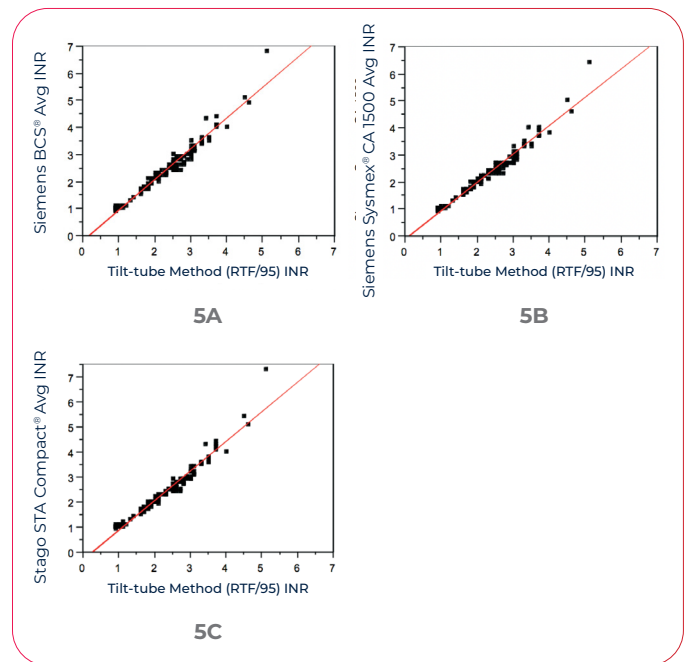 Siemens BCS® Avg INR
7
6
5
4
3
2
1
0
0 1 2 3 4 5 6 7
Tilt-tube Method (RTF/95) INR
5A
Siemens Sysmex® CA 1500 Avg INR
7
6
5
4
3
2
1
0
0 1 2 3 4 5 6 7
Tilt-tube Method (RTF/95) INR
5B
Stago STA Compact® Avg INR
7
6
5
4
3
2
1
0
0 1 2 3 4 5 6 7
Tilt-tube Method (RTF/95) INR
5C